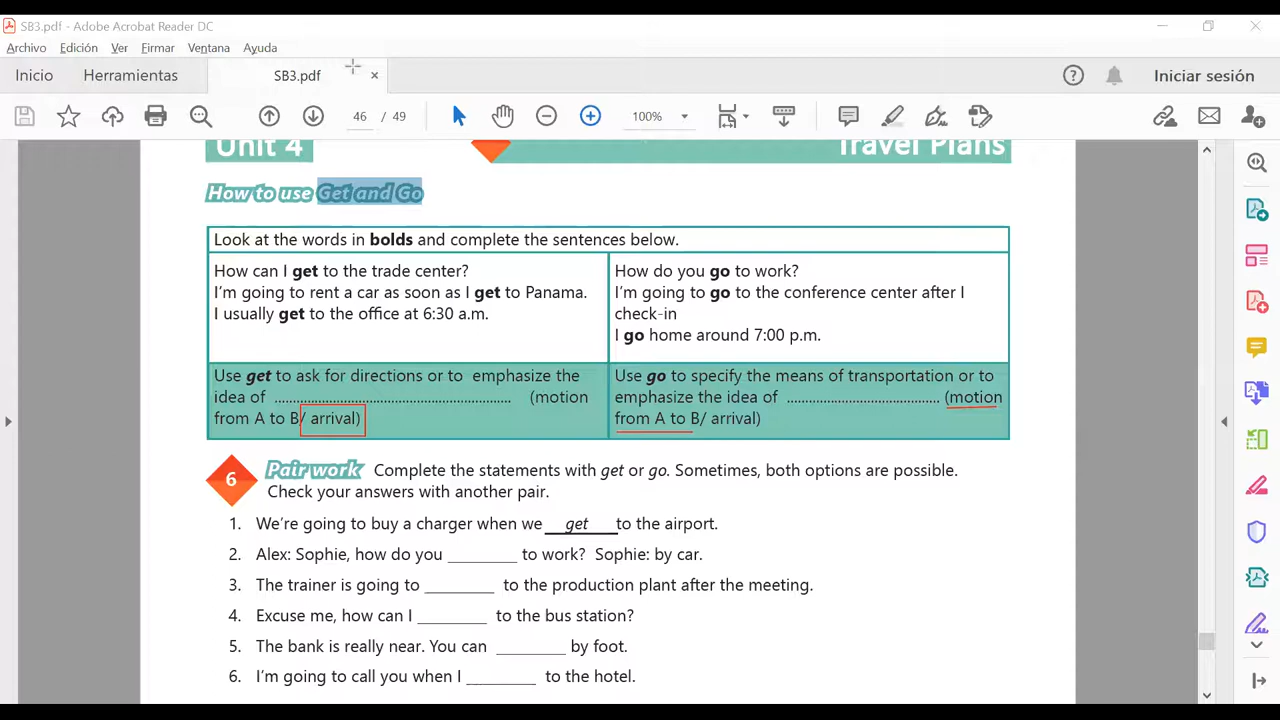 SB3.pdf - Adobe Acrobat Reader DC
Archivo Edición Ver Firmar Ventana Ayuda
Inicio Herramientas SB3.pdf × Iniciar sesión
46 / 49 100%
Unit 4 Travel Plans
How to use Get and Go
Look at the words in bolds and complete the sentences below.
How can I get to the trade center?
I'm going to rent a car as soon as I get to Panama.
I usually get to the office at 6:30 a.m.
How do you go to work?
I'm going to go to the conference center after I
check-in
I go home around 7:00 p.m.
Use get to ask for directions or to emphasize the
idea of ........................................................ (motion
from A to B/ arrival)
Use go to specify the means of transportation or to
emphasize the idea of ................................... (motion
from A to B/ arrival)
6 Pair work Complete the statements with get or go. Sometimes, both options are possible.
Check your answers with another pair.
1. We're going to buy a charger when we __get__ to the airport.
2. Alex: Sophie, how do you ________ to work? Sophie: by car.
3. The trainer is going to ________ to the production plant after the meeting.
4. Excuse me, how can I ________ to the bus station?
5. The bank is really near. You can ________ by foot.
6. I'm going to call you when I ________ to the hotel.